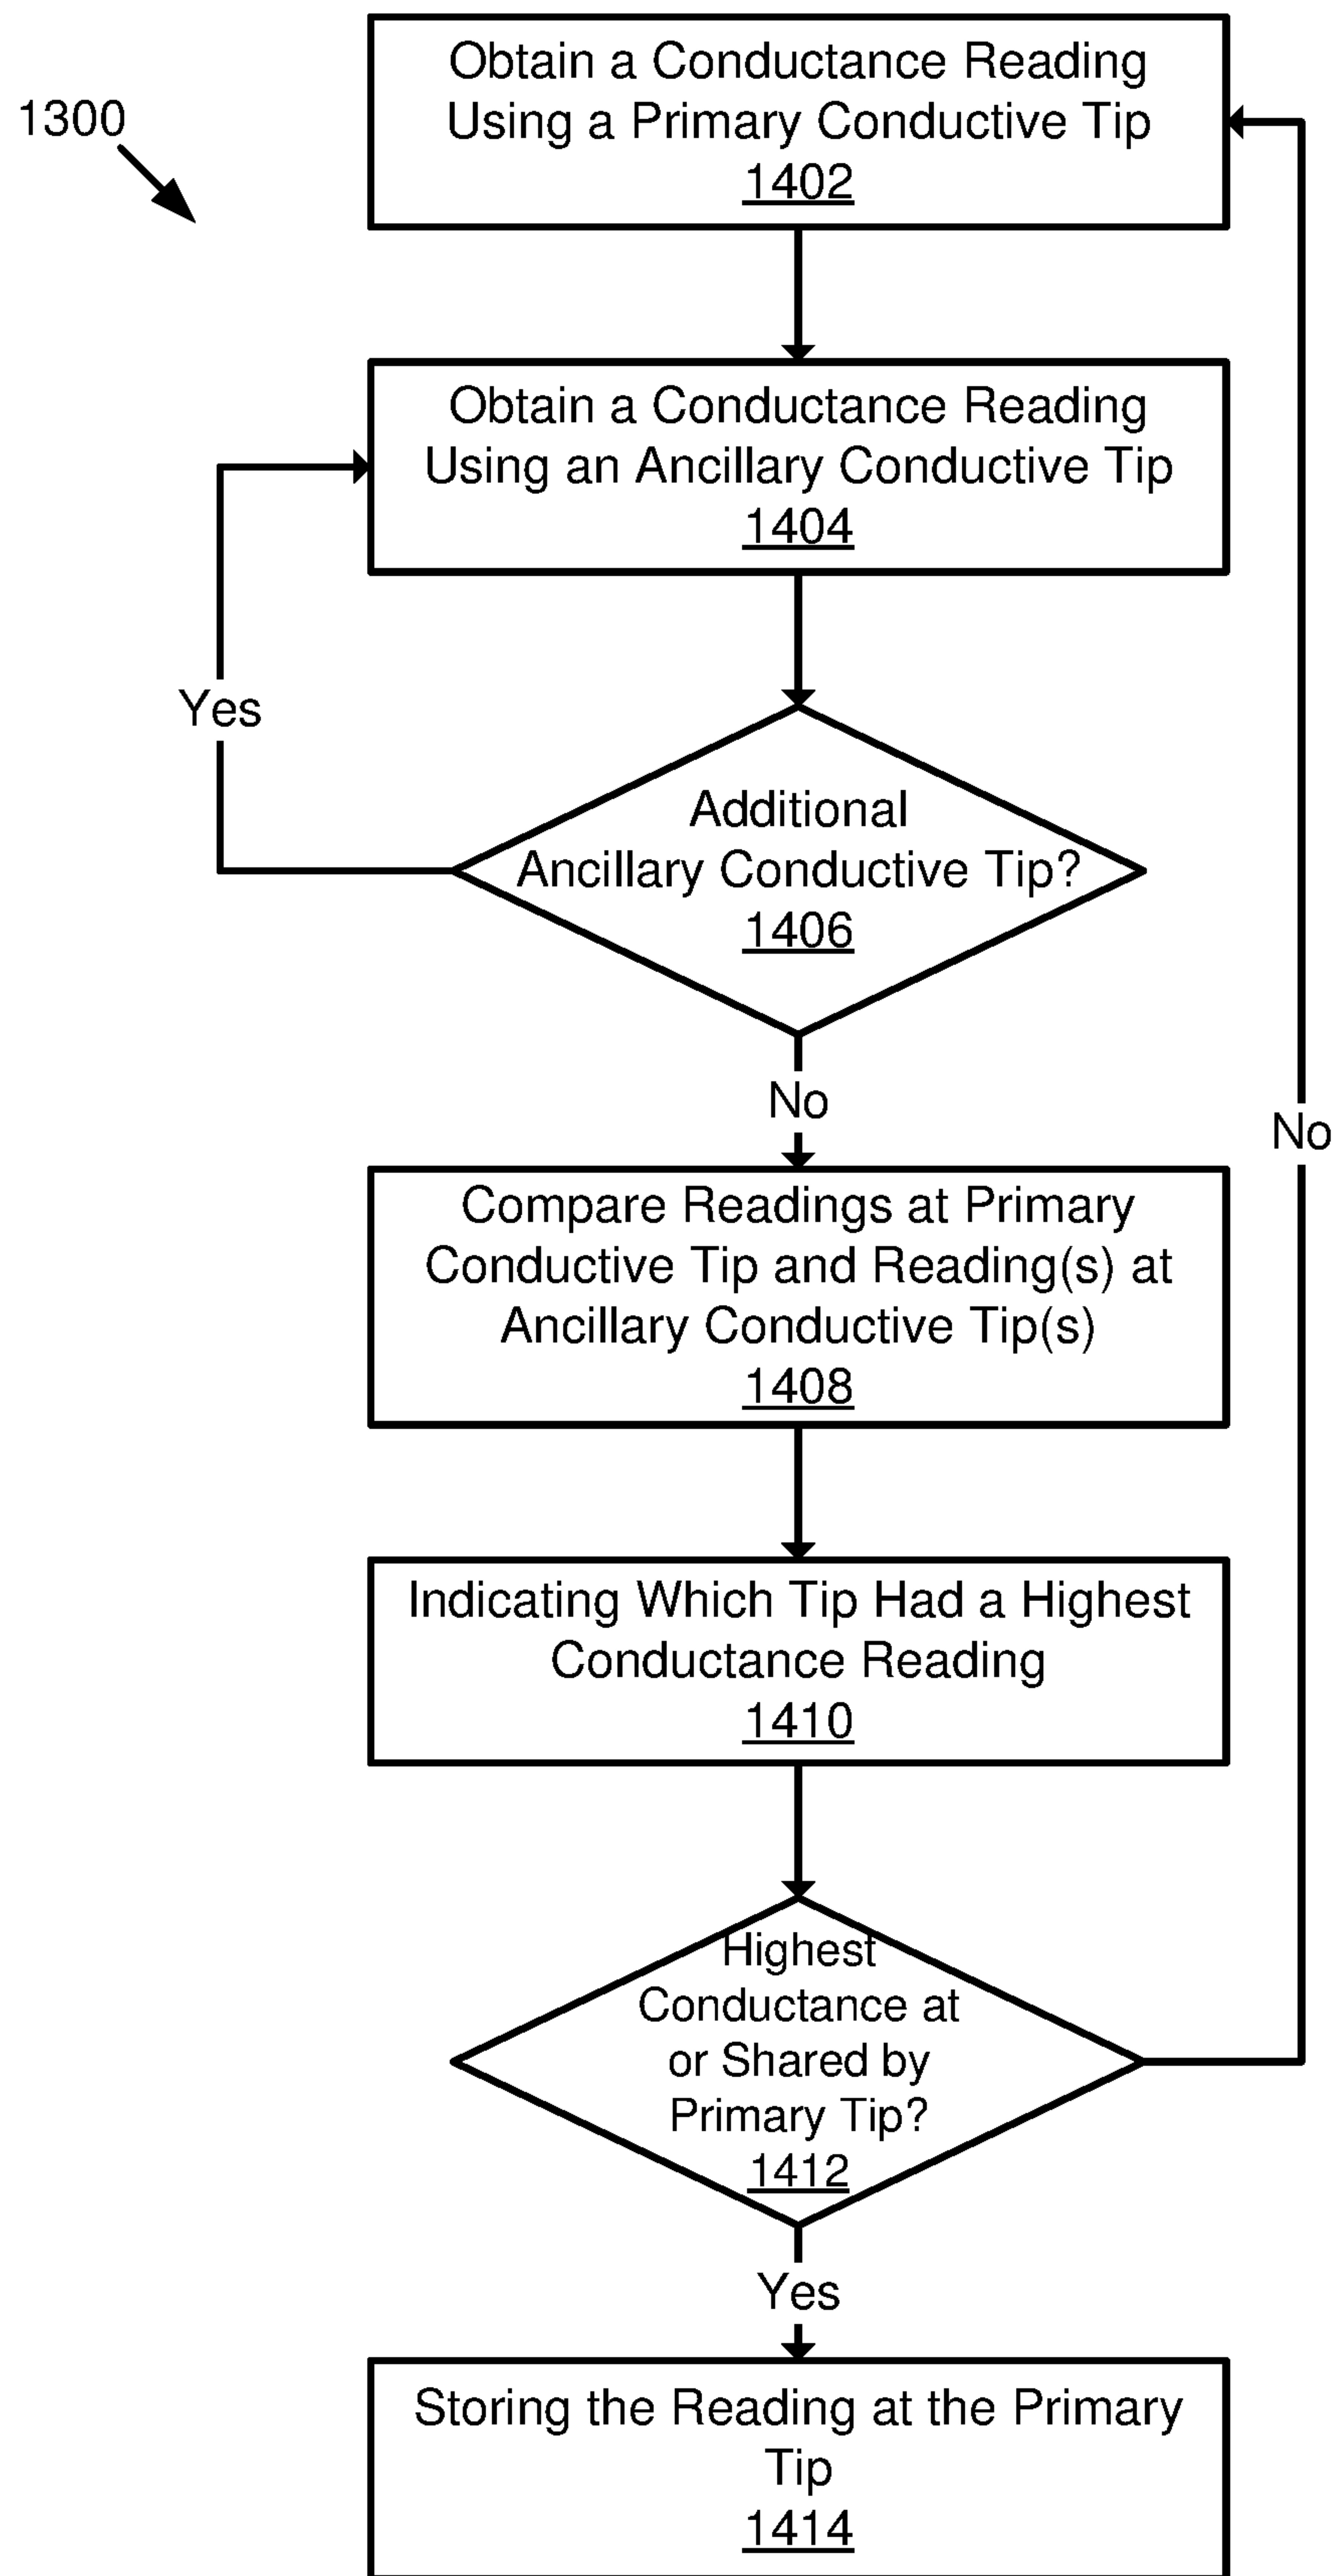 Obtain a Conductance Reading
Using a Primary Conductive Tip
1402
1300
Obtain a Conductance Reading
Using an Ancillary Conductive Tip
1404
Yes
Additional
Ancillary Conductive Tip?
1406
No
No
Compare Readings at Primary
Conductive Tip and Reading(s) at
Ancillary Conductive Tip(s)
1408
Indicating Which Tip Had a Highest
Conductance Reading
1410
Highest
Conductance at
or Shared by
Primary Tip?
1412
Yes
Storing the Reading at the Primary
Tip
1414